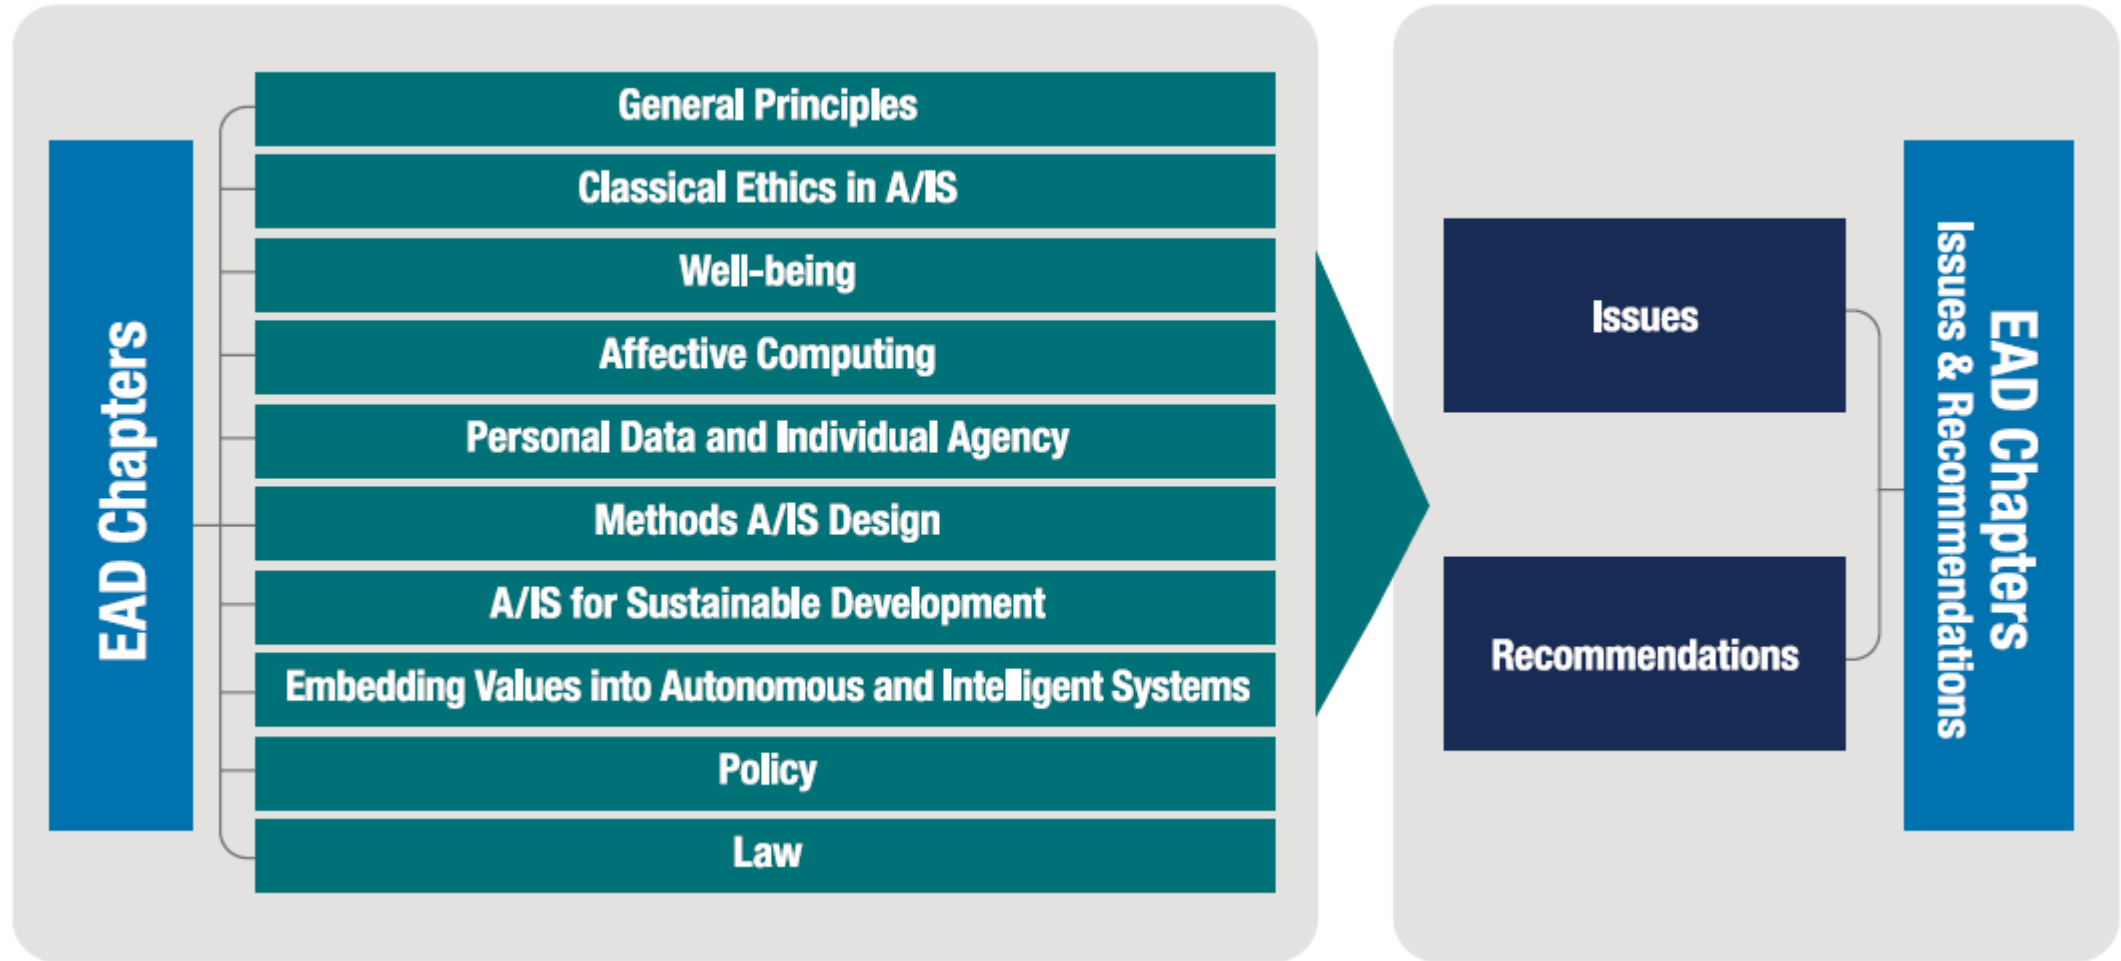 EAD Chapters
General Principles
Classical Ethics in A/IS
Well-being
Affective Computing
Personal Data and Individual Agency
Methods A/IS Design
A/IS for Sustainable Development
Embedding Values into Autonomous and Intelligent Systems
Policy
Law
Issues
Recommendations
EAD Chapters
Issues & Recommendations